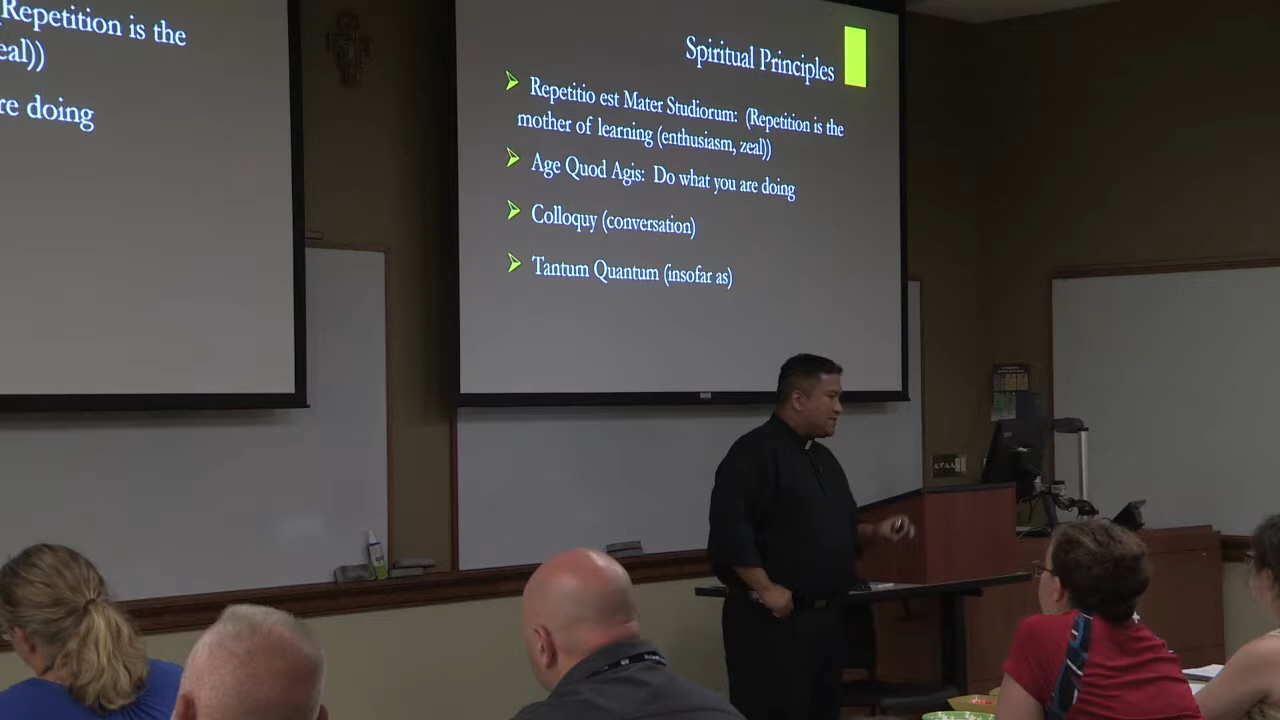 Repetition is the
zeal))
re doing
Spiritual Principles
Repetitio est Mater Studiorum: (Repetition is the
mother of learning (enthusiasm, zeal))
Age Quod Agis: Do what you are doing
Colloquy (conversation)
Tantum Quantum (insofar as)